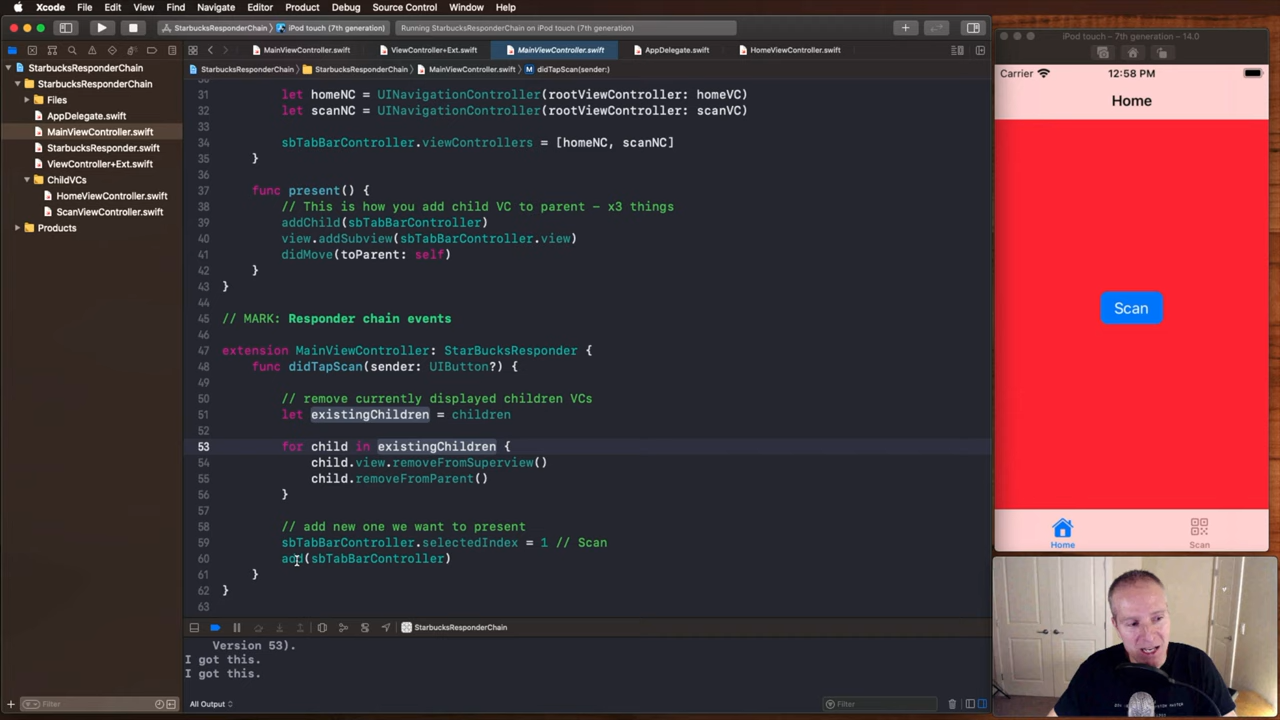 Xcode File Edit View Find Navigate Editor Product Debug Source Control Window Help
StarbucksResponderChain iPod touch (7th generation) Running StarbucksResponderChain on iPod touch (7th generation)
MainViewController.swift ViewController+Ext.swift MainViewController.swift AppDelegate.swift HomeViewController.swift
StarbucksResponderChain StarbucksResponderChain MainViewController.swift didTapScan(sender:)
StarbucksResponderChain
StarbucksResponderChain
Files
AppDelegate.swift
MainViewController.swift
StarbucksResponder.swift
ViewController+Ext.swift
ChildVCs
HomeViewController.swift
ScanViewController.swift
Products
Filter
31 let homeNC = UINavigationController(rootViewController: homeVC)
32 let scanNC = UINavigationController(rootViewController: scanVC)
33
34 sbTabBarController.viewControllers = [homeNC, scanNC]
35 }
36
37 func present() {
38 // This is how you add child VC to parent - x3 things
39 addChild(sbTabBarController)
40 view.addSubview(sbTabBarController.view)
41 didMove(toParent: self)
42 }
43 }
44
45 // MARK: Responder chain events
46
47 extension MainViewController: StarBucksResponder {
48 func didTapScan(sender: UIButton?) {
49
50 // remove currently displayed children VCs
51 let existingChildren = children
52
53 for child in existingChildren {
54 child.view.removeFromSuperview()
55 child.removeFromParent()
56 }
57
58 // add new one we want to present
59 sbTabBarController.selectedIndex = 1 // Scan
60 add(sbTabBarController)
61 }
62 }
63
StarbucksResponderChain
Version 53).
I got this.
I got this.
All Output
Filter
iPod touch (7th generation) – 14.0
Carrier 12:58 PM
Home
Scan
Home Scan